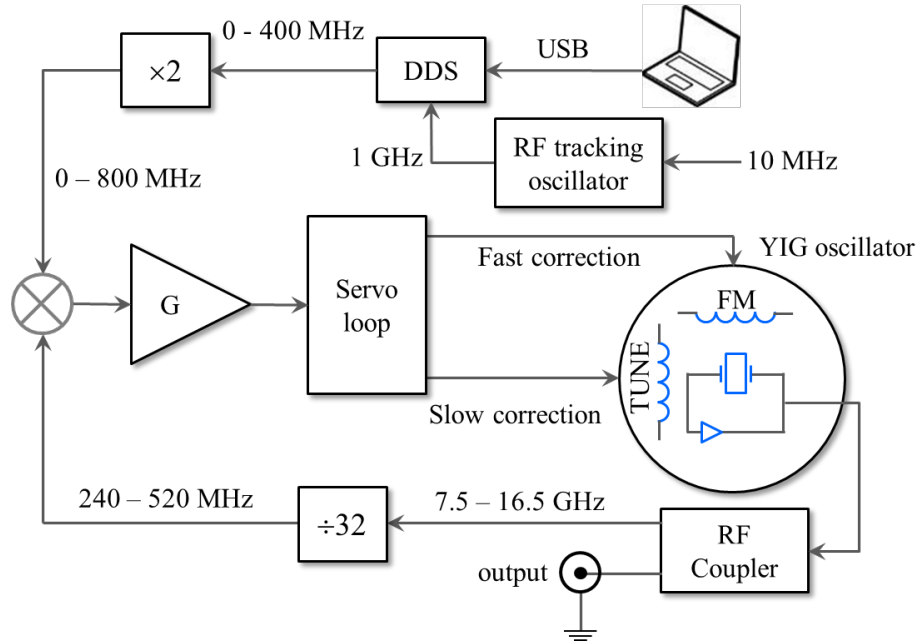 0 - 400 MHz
×2
DDS
USB
1 GHz
RF tracking
oscillator
10 MHz
0 – 800 MHz
G
Servo
loop
Fast correction
Slow correction
YIG oscillator
FM
TUNE
240 – 520 MHz
÷32
7.5 – 16.5 GHz
RF
Coupler
output